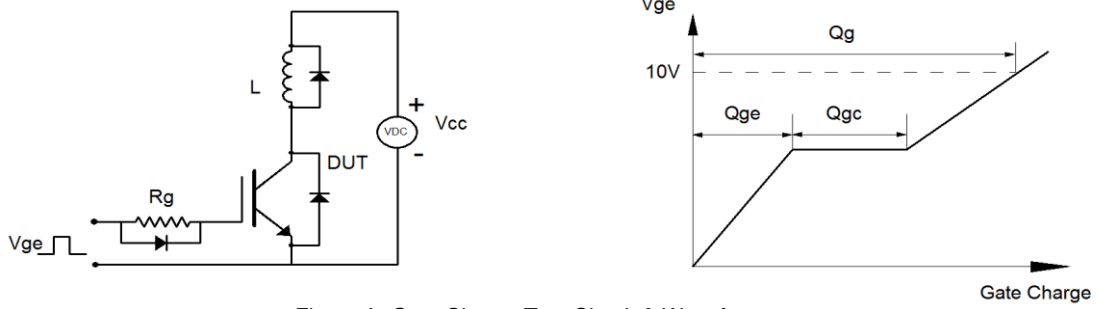 Vge
Qg
10V
Qge
Qgc
L
+
VDC
Vcc
-
DUT
Rg
Vge
Gate Charge